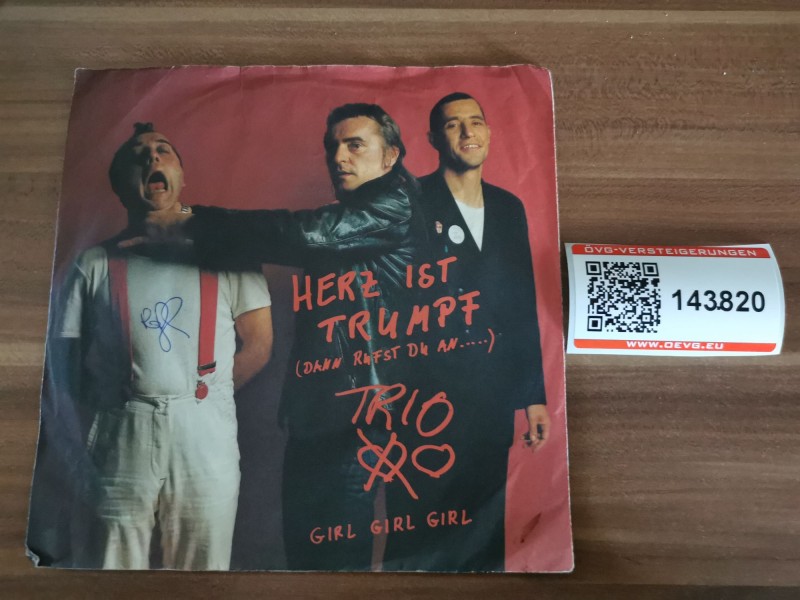 HERZ IST
TRUMPF
(DANN RUFST DU AN.....)
TRIO
GIRL GIRL GIRL
ÖVG-VERSTEIGERUNGEN
143820
WWW.OEVG.EU